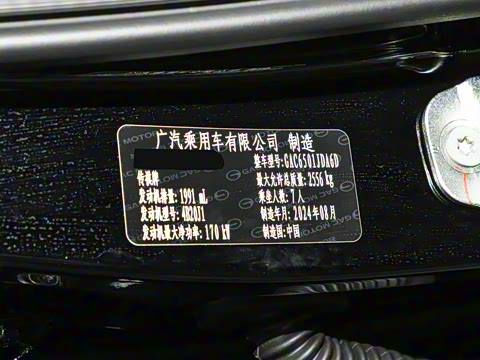 广汽乘用车有限公司 制造
整车型号:GAC6501JDA6D
传祺牌 最大允许总质量:2556 kg
发动机排量:1991 mL 乘坐人数:7人
发动机型号:4B20J1 制造年月:2024年08月
发动机最大净功率:170 kW 制造国:中国